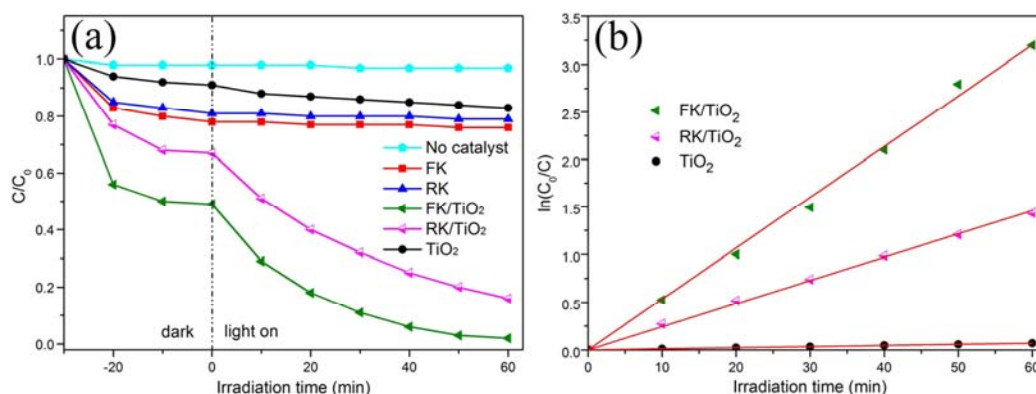 (a)
C/C₀
1.0
0.8
0.6
0.4
0.2
0.0
No catalyst
FK
RK
FK/TiO₂
RK/TiO₂
TiO₂
dark
light on
-20 0 20 40 60
Irradiation time (min)
(b)
ln(C₀/C)
3.5
3.0
2.5
2.0
1.5
1.0
0.5
0.0
FK/TiO₂
RK/TiO₂
TiO₂
0 10 20 30 40 50 60
Irradiation time (min)